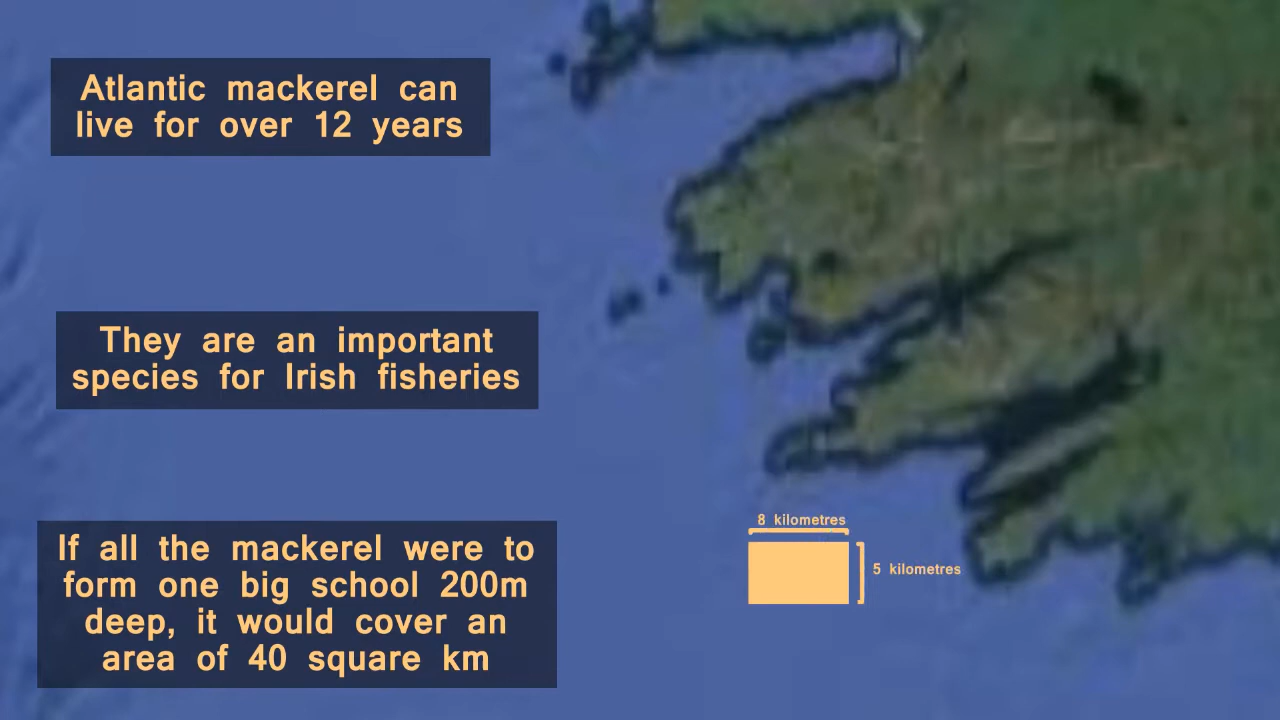 Atlantic mackerel can
live for over 12 years
They are an important
species for Irish fisheries
If all the mackerel were to
form one big school 200m
deep, it would cover an
area of 40 square km
8 kilometres
5 kilometres